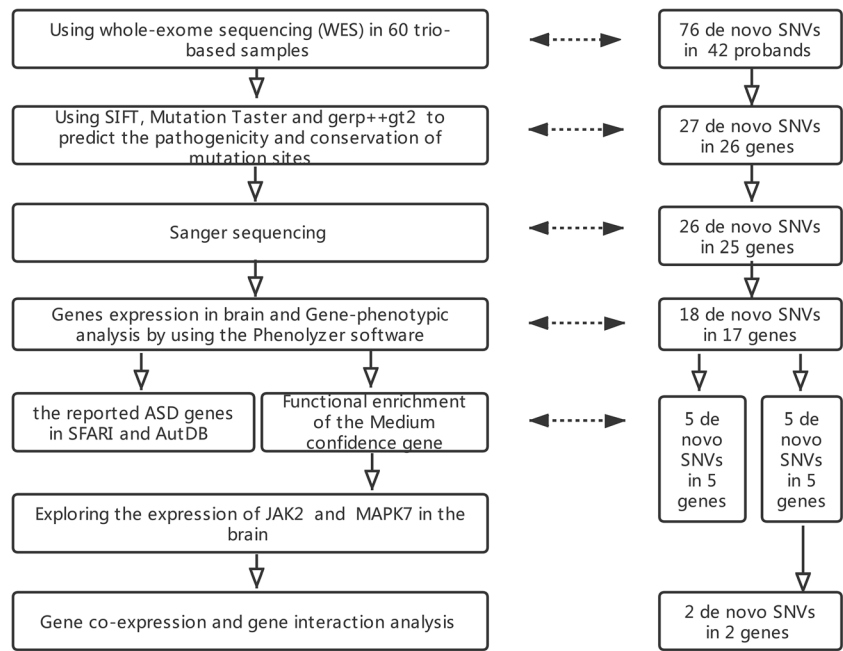 Using whole-exome sequencing (WES) in 60 trio-
based samples
76 de novo SNVs
in 42 probands
Using SIFT, Mutation Taster and gerp++gt2 to
predict the pathogenicity and conservation of
mutation sites
27 de novo SNVs
in 26 genes
Sanger sequencing
26 de novo SNVs
in 25 genes
Genes expression in brain and Gene-phenotypic
analysis by using the Phenolyzer software
18 de novo SNVs
in 17 genes
the reported ASD genes
in SFARI and AutDB
Functional enrichment
of the Medium
confidence gene
5 de
novo
SNVs
in 5
genes
5 de
novo
SNVs
in 5
genes
Exploring the expression of JAK2 and MAPK7 in the
brain
Gene co-expression and gene interaction analysis
2 de novo SNVs
in 2 genes